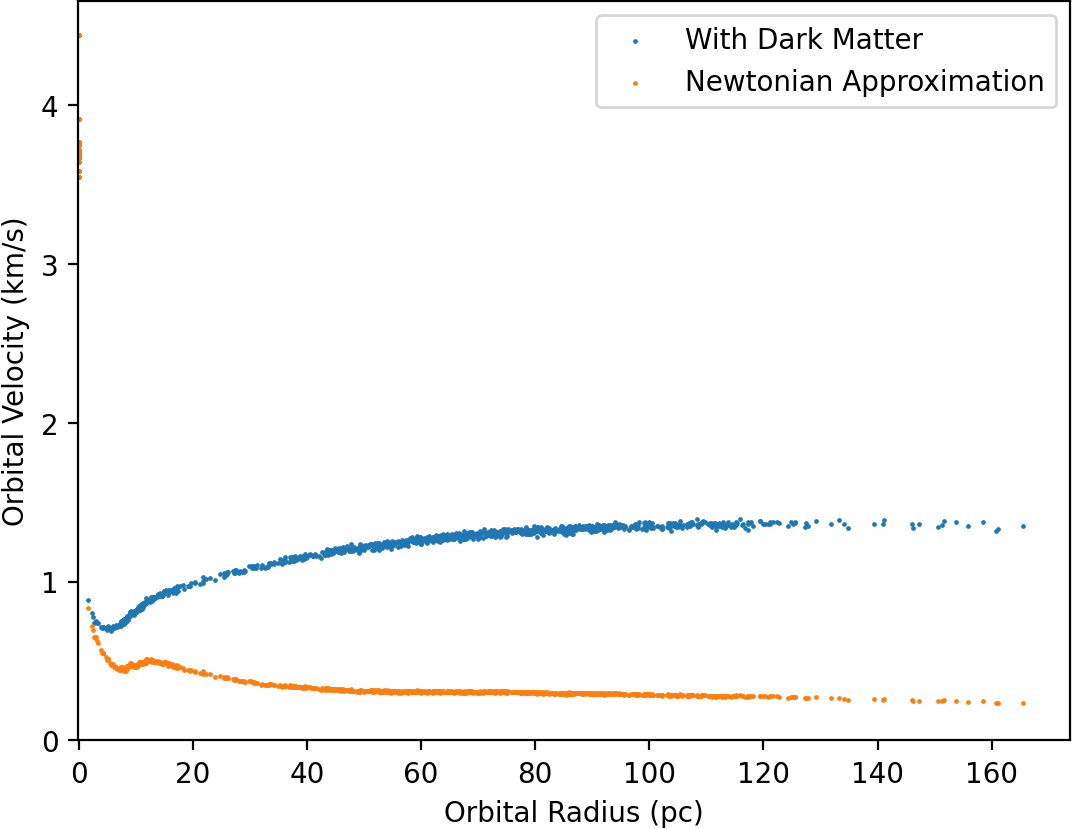 With Dark Matter
Newtonian Approximation
4
3
2
1
0
Orbital Velocity (km/s)
0 20 40 60 80 100 120 140 160
Orbital Radius (pc)